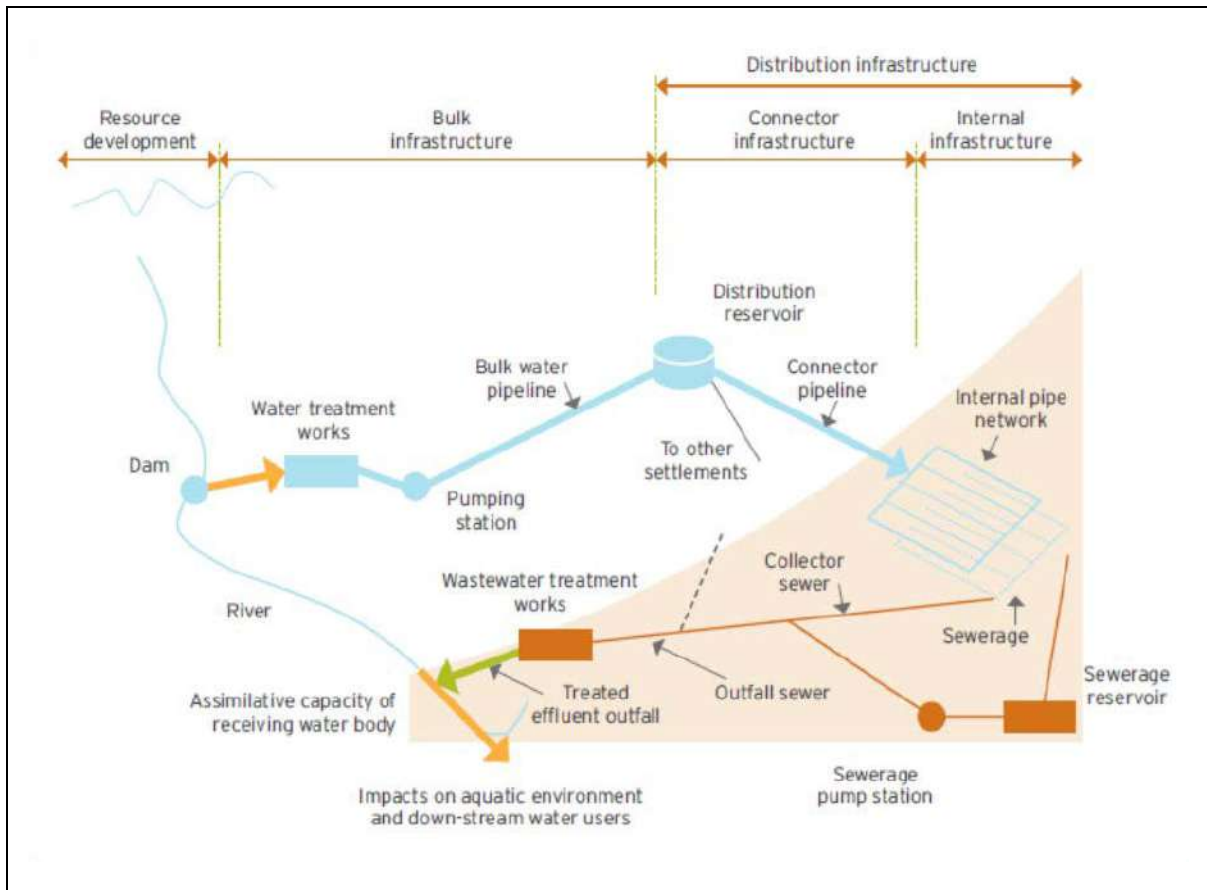 Distribution infrastructure
Resource
development
Bulk
infrastructure
Connector
infrastructure
Internal
infrastructure
Distribution
reservoir
Bulk water
pipeline
Connector
pipeline
Water treatment
works
Internal pipe
network
To other
settlements
Dam
Pumping
station
Wastewater treatment
works
Collector
sewer
River
Sewerage
Assimilative capacity of
receiving water body
Treated
effluent outfall
Outfall sewer
Sewerage
reservoir
Impacts on aquatic environment
and down-stream water users
Sewerage
pump station